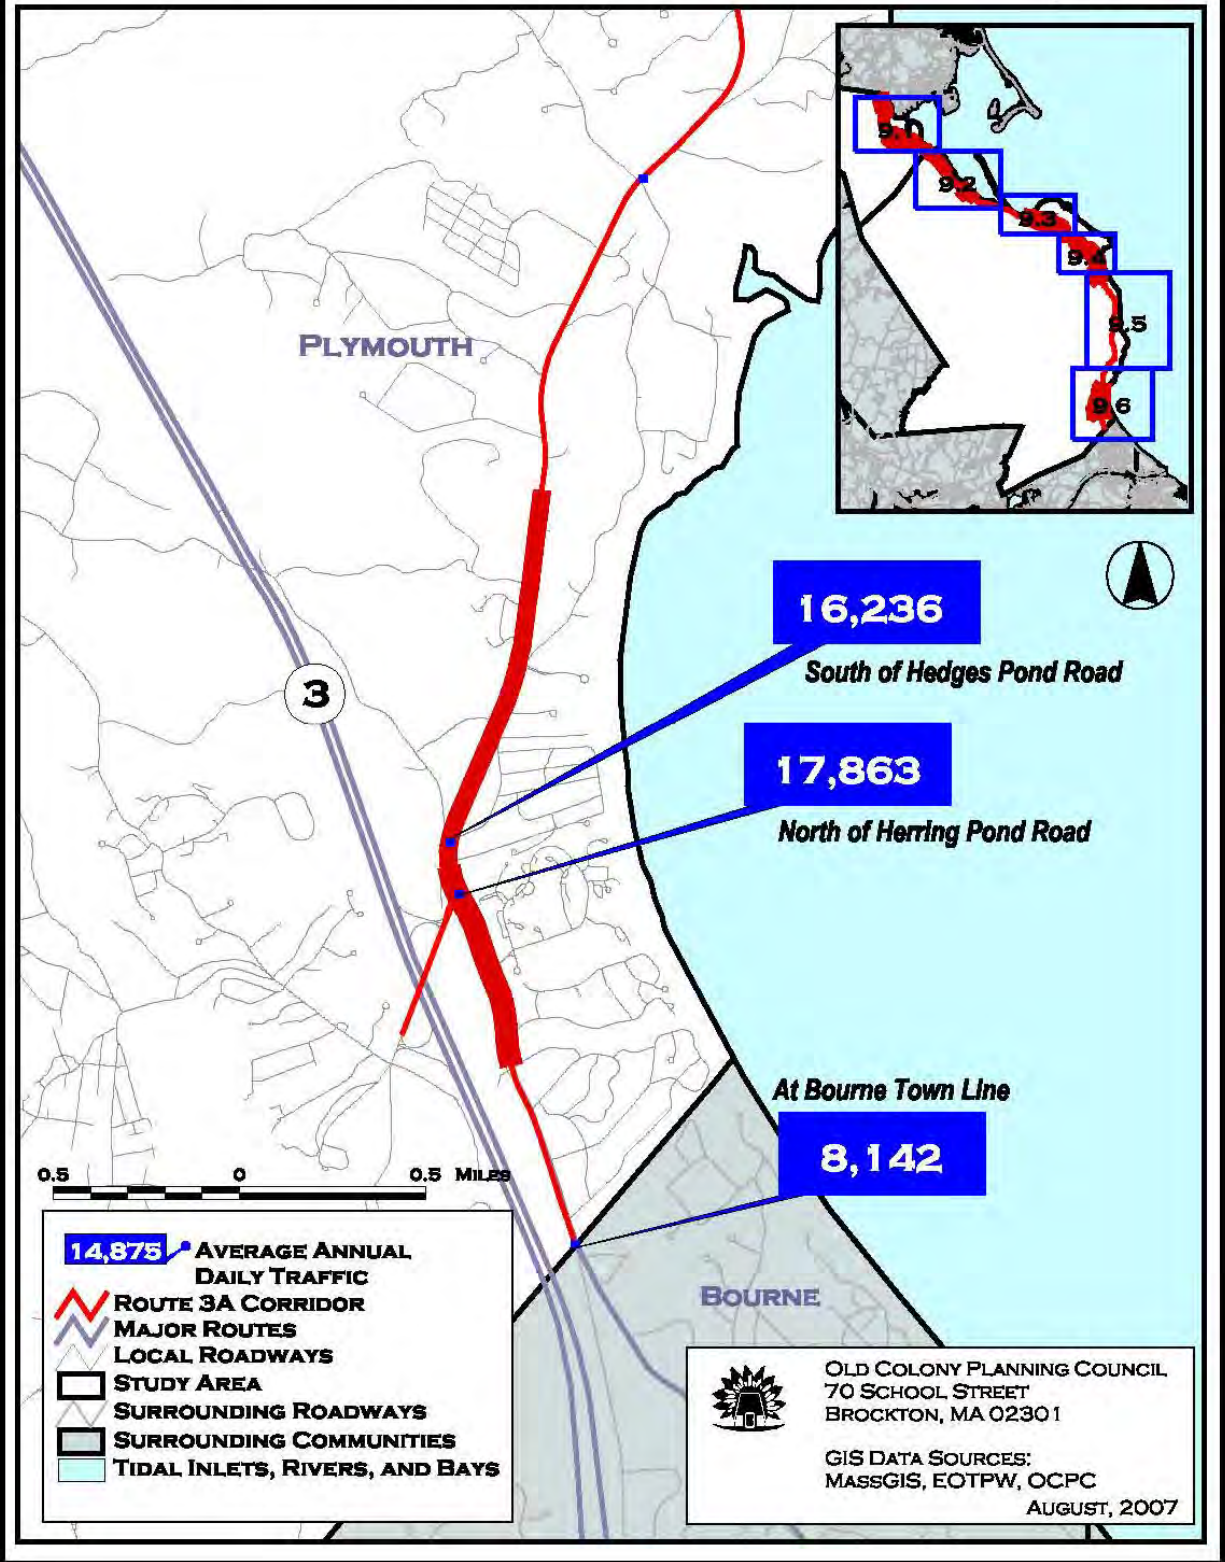 9.1
9.2
9.3
9.4
9.5
9.6
PLYMOUTH
16,236
South of Hedges Pond Road
3
17,863
North of Herring Pond Road
At Bourne Town Line
8,142
0.5 0 0.5 MILES
14,875 AVERAGE ANNUAL
DAILY TRAFFIC
ROUTE 3A CORRIDOR
MAJOR ROUTES
LOCAL ROADWAYS
STUDY AREA
SURROUNDING ROADWAYS
SURROUNDING COMMUNITIES
TIDAL INLETS, RIVERS, AND BAYS
BOURNE
OLD COLONY PLANNING COUNCIL
70 SCHOOL STREET
BROCKTON, MA 02301
GIS DATA SOURCES:
MASSGIS, EOTPW, OCPC
AUGUST, 2007